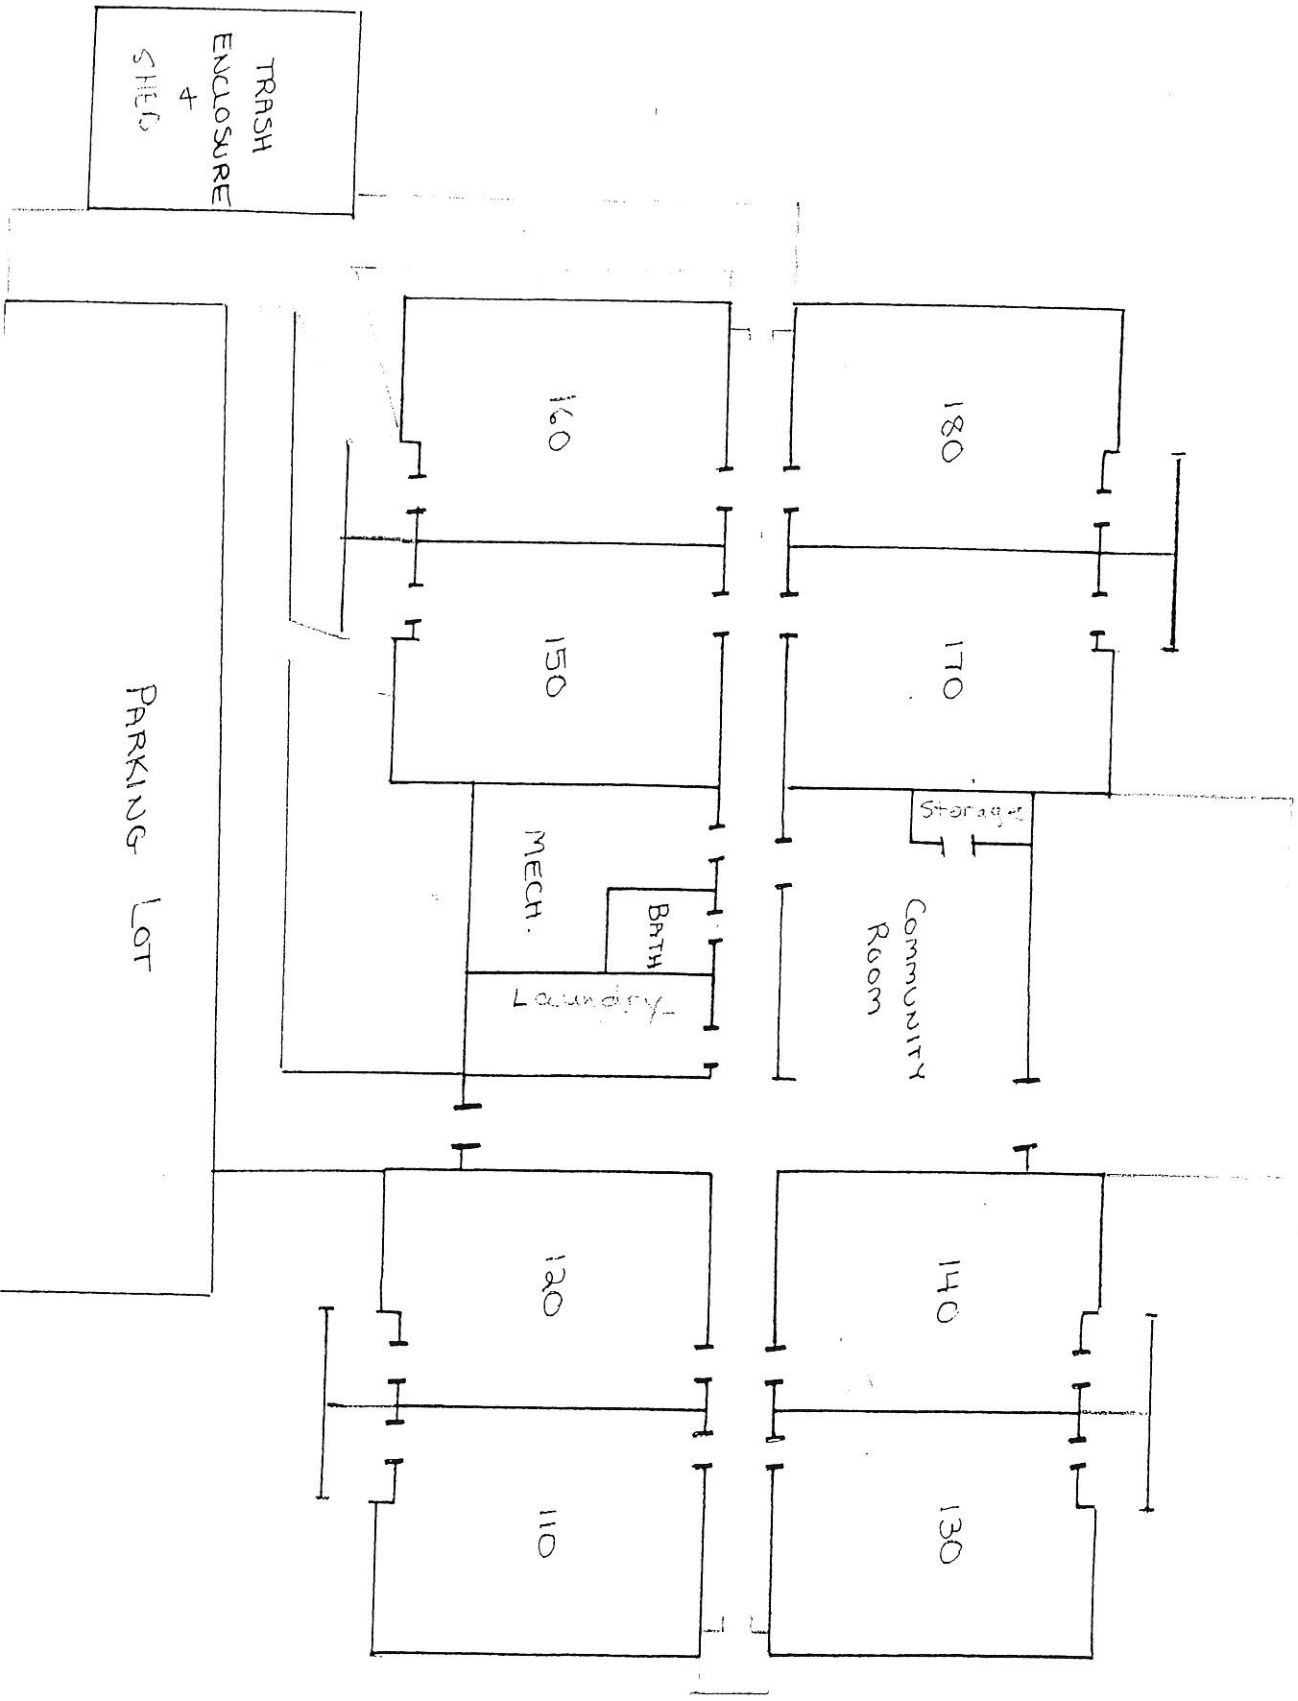 180
170
Storage
COMMUNITY
ROOM
140
130
160
150
MECH.
BATH
Laundry
120
110
TRASH
ENCLOSURE
+
SHED
PARKING LOT